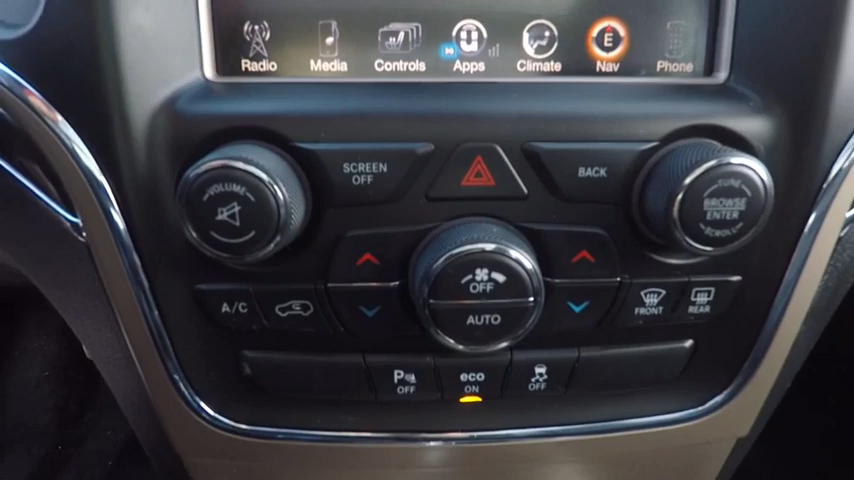 Radio Media Controls Apps Climate Nav Phone
E
VOLUME
SCREEN
OFF
BACK
TUNE
BROWSE
ENTER
SCROLL
OFF
AUTO
A/C
FRONT
REAR
P
OFF
eco
ON
OFF